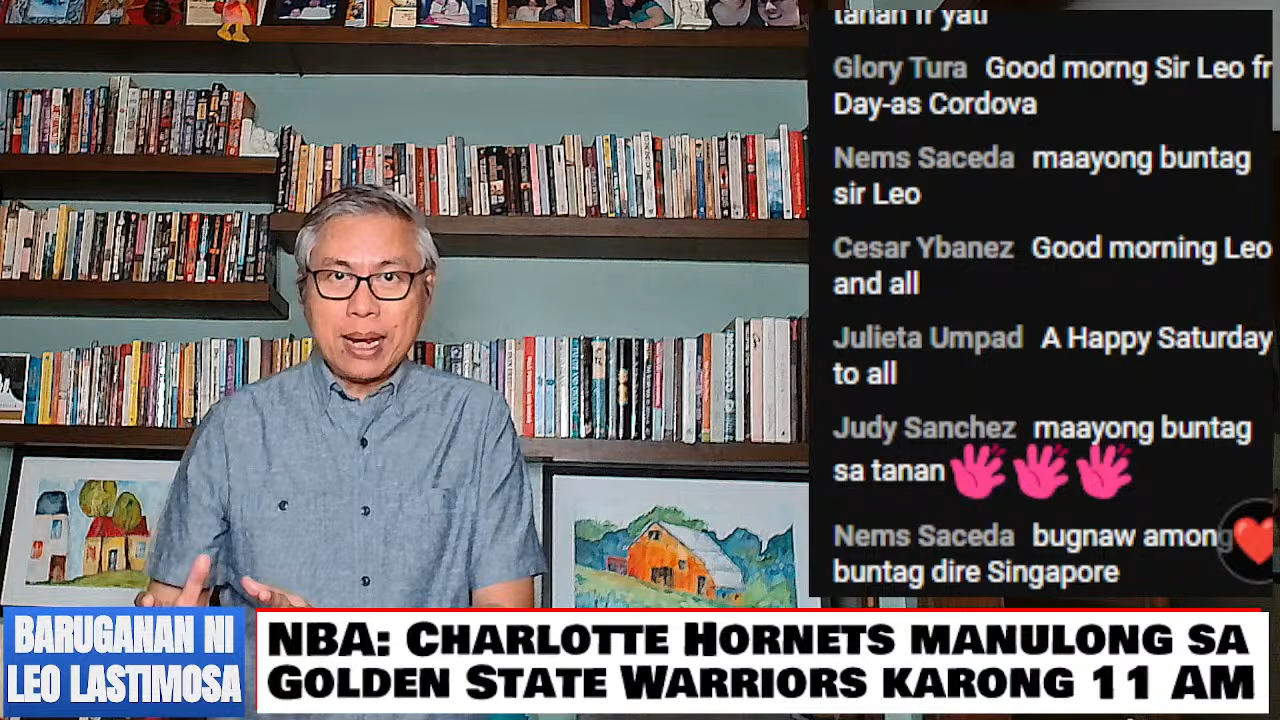 tanan fr yati
Glory Tura Good morng Sir Leo fr
Day-as Cordova
Nems Saceda maayong buntag
sir Leo
Cesar Ybanez Good morning Leo
and all
Julieta Umpad A Happy Saturday
to all
Judy Sanchez maayong buntag
sa tanan
Nems Saceda bugnaw among
buntag dire Singapore
BARUGANAN NI
LEO LASTIMOSA
NBA: CHARLOTTE HORNETS MANULONG SA
GOLDEN STATE WARRIORS KARONG 11 AM